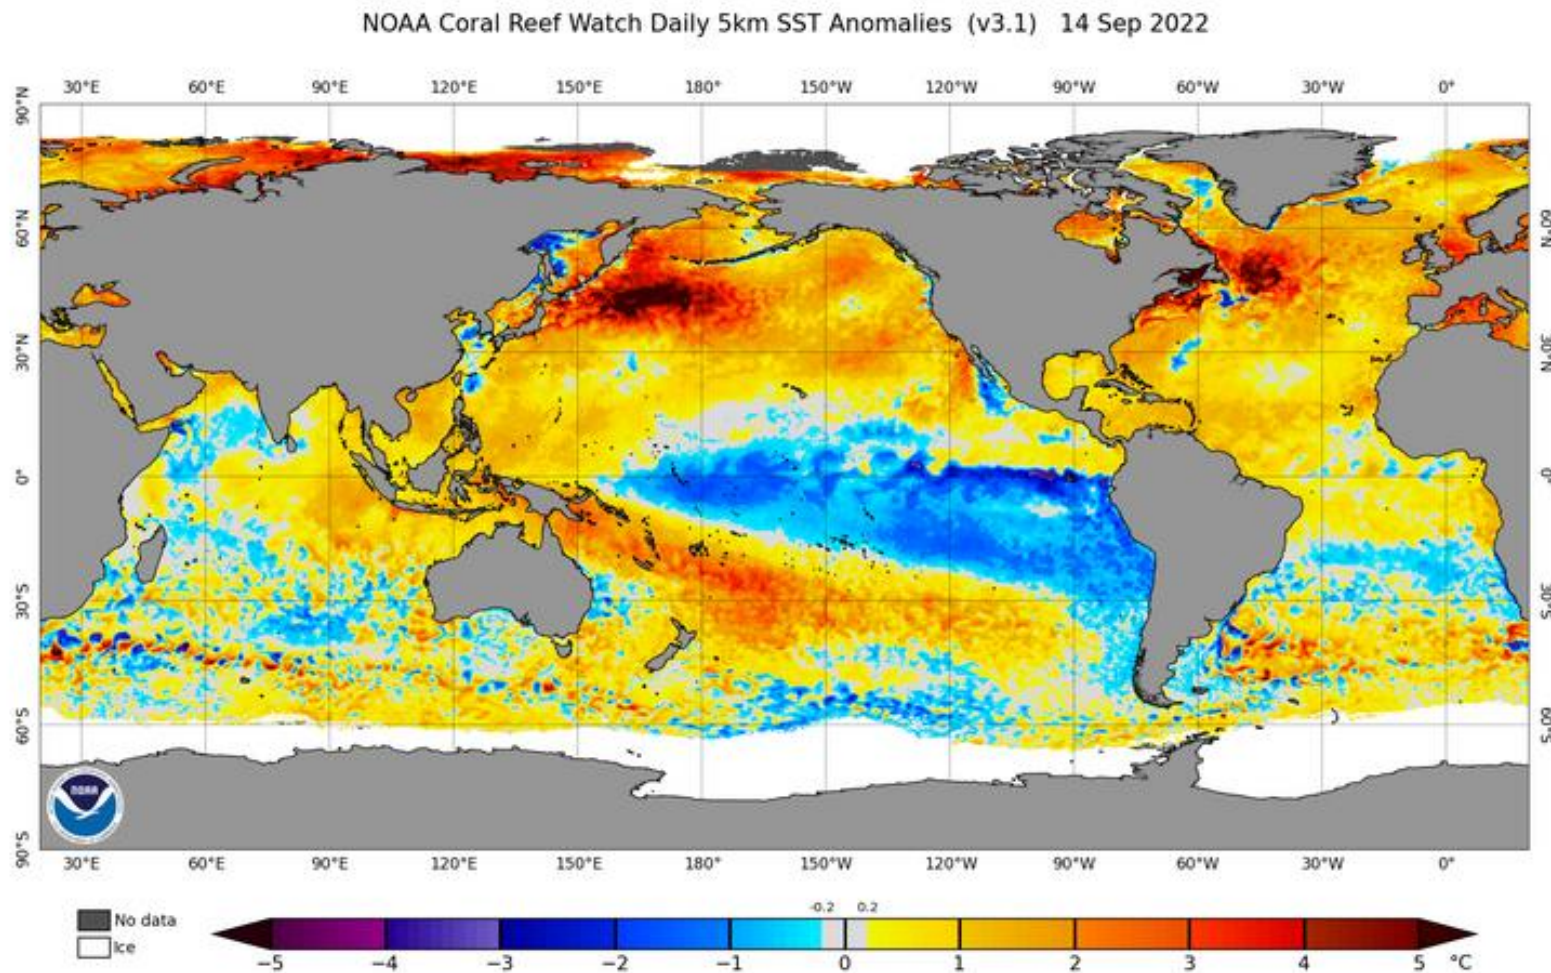 NOAA Coral Reef Watch Daily 5km SST Anomalies (v3.1) 14 Sep 2022
30°E 60°E 90°E 120°E 150°E 180° 150°W 120°W 90°W 60°W 30°W 0°
90°N
60°N 60°N
30°N 30°N
0° 0°
30°S 30°S
60°S 60°S
90°S
NOAA
30°E 60°E 90°E 120°E 150°E 180° 150°W 120°W 90°W 60°W 30°W 0°
-0.2 0.2
No data
Ice
−5 −4 −3 −2 −1 0 1 2 3 4 5 °C